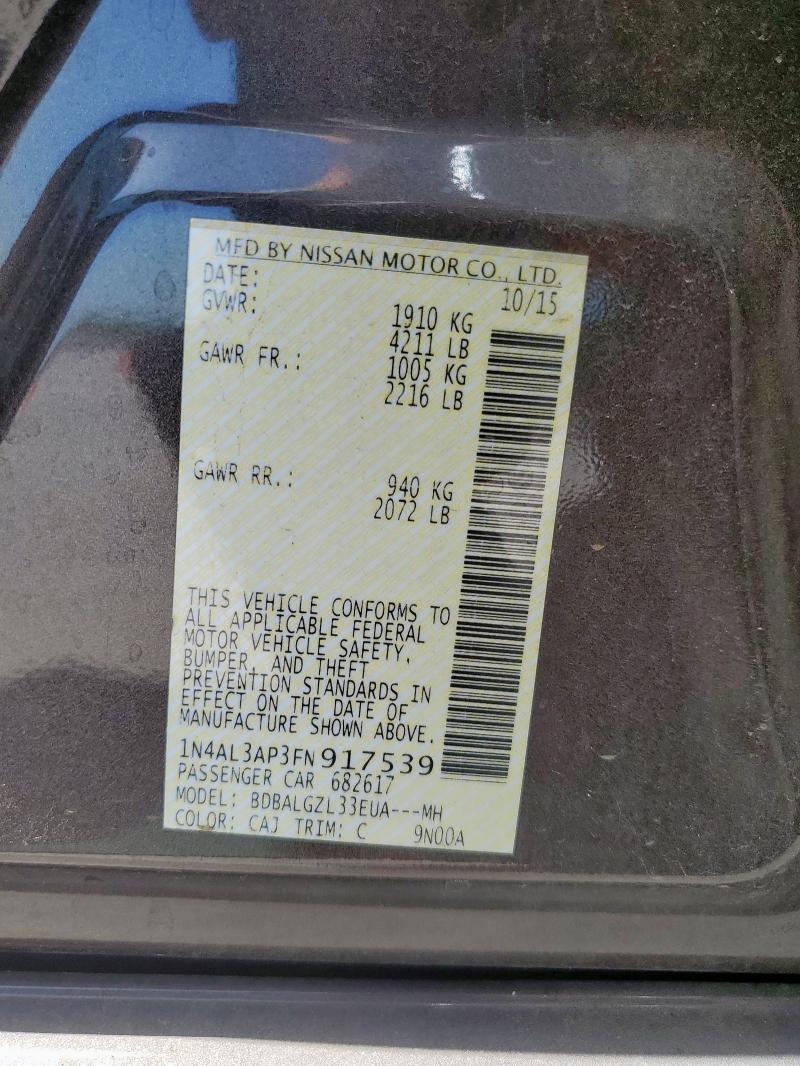 MFD BY NISSAN MOTOR CO., LTD.
DATE: 10/15
GVWR: 1910 KG
4211 LB
GAWR FR.: 1005 KG
2216 LB
GAWR RR.: 940 KG
2072 LB
THIS VEHICLE CONFORMS TO
ALL APPLICABLE FEDERAL
MOTOR VEHICLE SAFETY,
BUMPER, AND THEFT
PREVENTION STANDARDS IN
EFFECT ON THE DATE OF
MANUFACTURE SHOWN ABOVE.
1N4AL3AP3FN917539
PASSENGER CAR 682617
MODEL: BDBALGZL33EUA---MH
COLOR: CAJ TRIM: C 9N00A